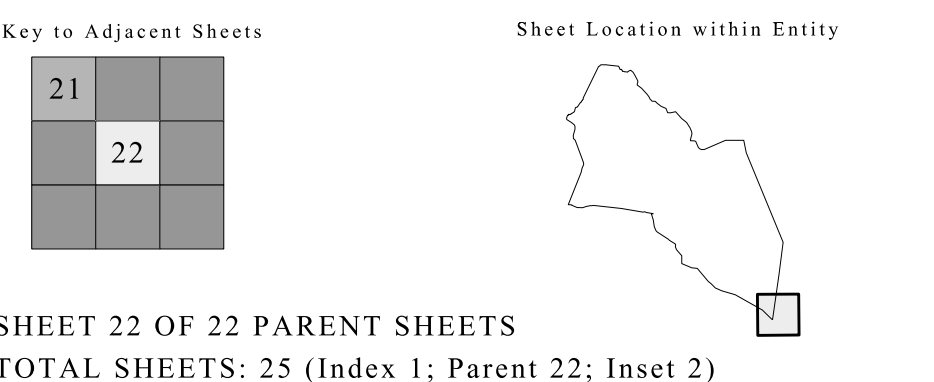 Key to Adjacent Sheets
Sheet Location within Entity
21
22
SHEET 22 OF 22 PARENT SHEETS
TOTAL SHEETS: 25 (Index 1; Parent 22; Inset 2)